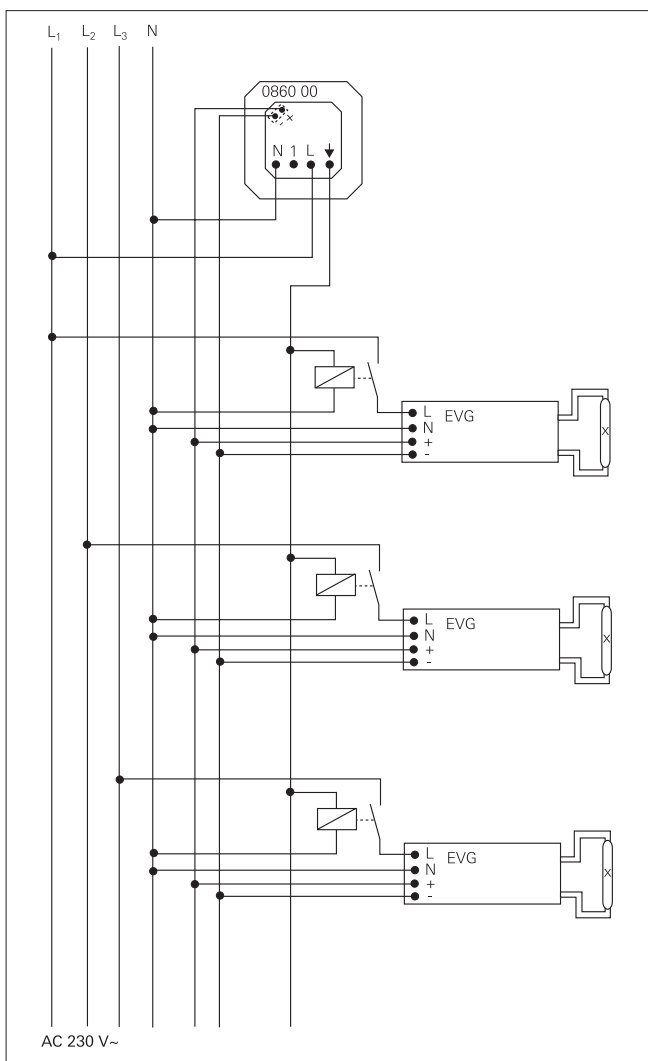 L₁ L₂ L₃ N
0860 00
×
N 1 L
L EVG
N
+
-
x
L EVG
N
+
-
x
L EVG
N
+
-
x
AC 230 V~